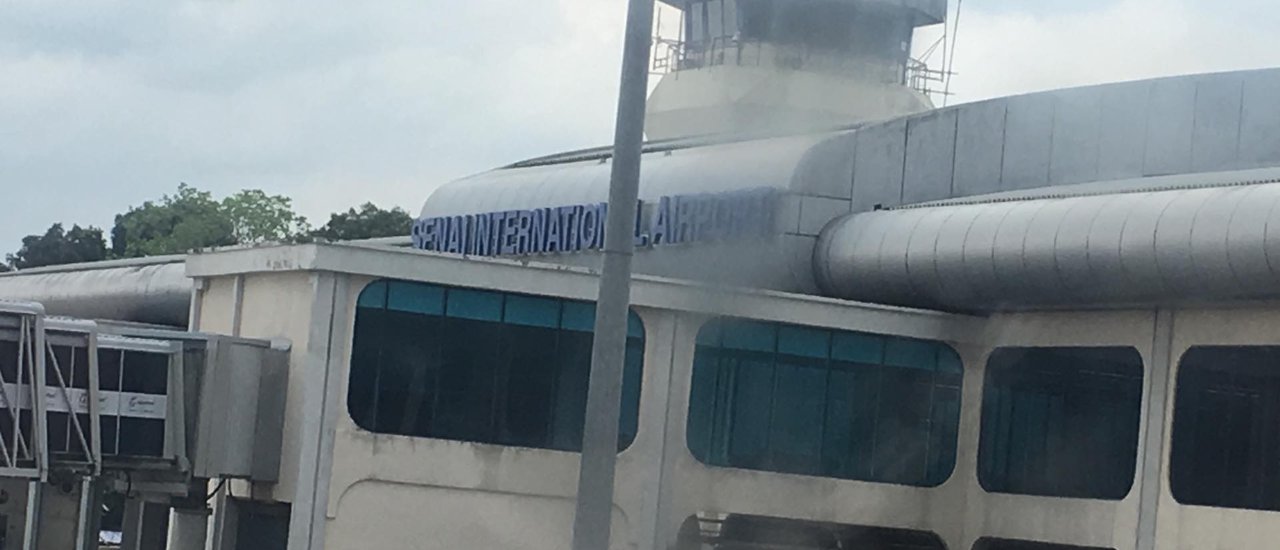 SENAI INTERNATIONAL AIRPORT